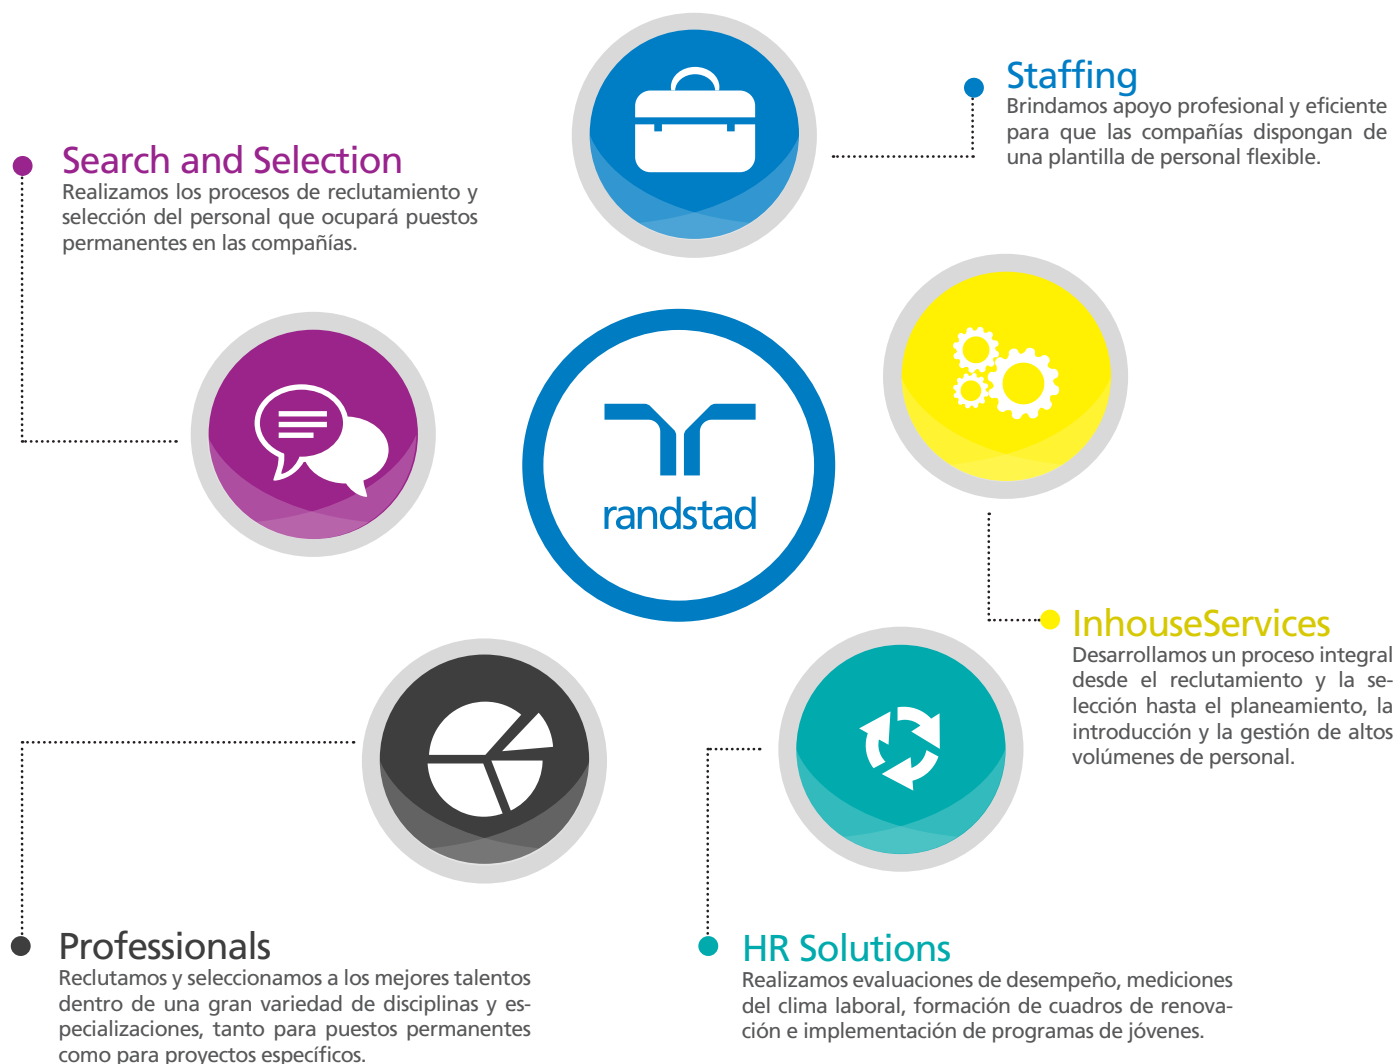 Staffing
Brindamos apoyo profesional y eficiente
para que las compañías dispongan de
una plantilla de personal flexible.
Search and Selection
Realizamos los procesos de reclutamiento y
selección del personal que ocupará puestos
permanentes en las compañías.
randstad
InhouseServices
Desarrollamos un proceso integral
desde el reclutamiento y la se-
lección hasta el planeamiento, la
introducción y la gestión de altos
volúmenes de personal.
Professionals
Reclutamos y seleccionamos a los mejores talentos
dentro de una gran variedad de disciplinas y es-
pecializaciones, tanto para puestos permanentes
como para proyectos específicos.
HR Solutions
Realizamos evaluaciones de desempeño, mediciones
del clima laboral, formación de cuadros de renova-
ción e implementación de programas de jóvenes.